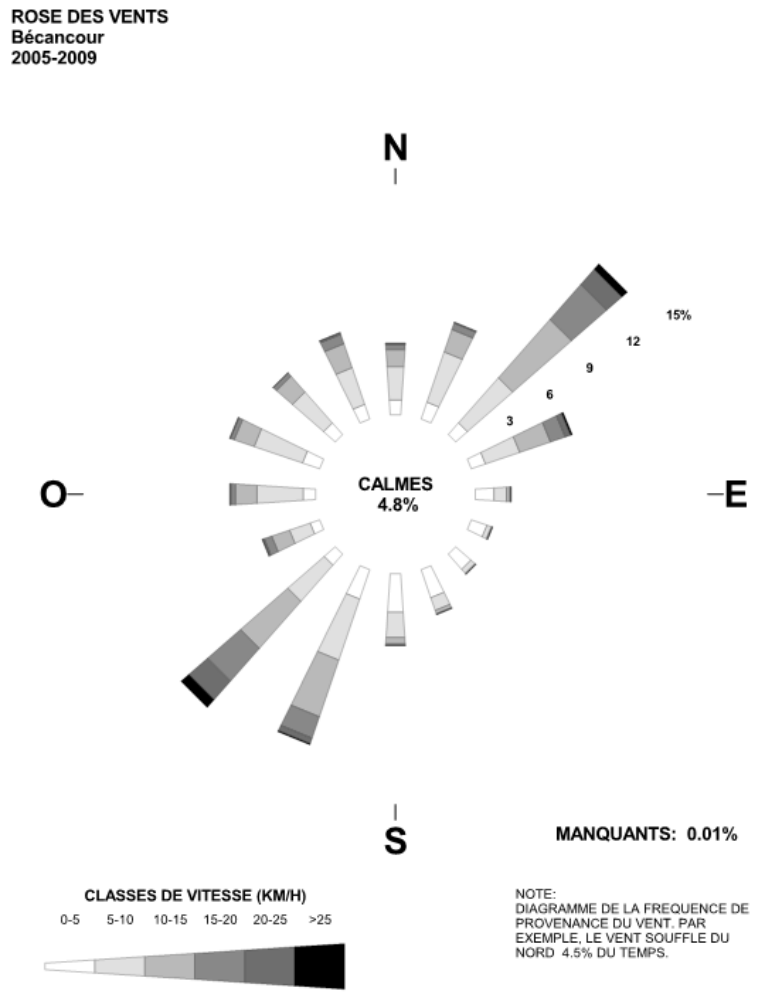 ROSE DES VENTS
Bécancour
2005-2009
N
15%
12
9
6
3
CALMES
4.8%
O
E
S
MANQUANTS: 0.01%
CLASSES DE VITESSE (KM/H)
0-5 5-10 10-15 15-20 20-25 >25
NOTE:
DIAGRAMME DE LA FREQUENCE DE
PROVENANCE DU VENT. PAR
EXEMPLE, LE VENT SOUFFLE DU
NORD 4.5% DU TEMPS.